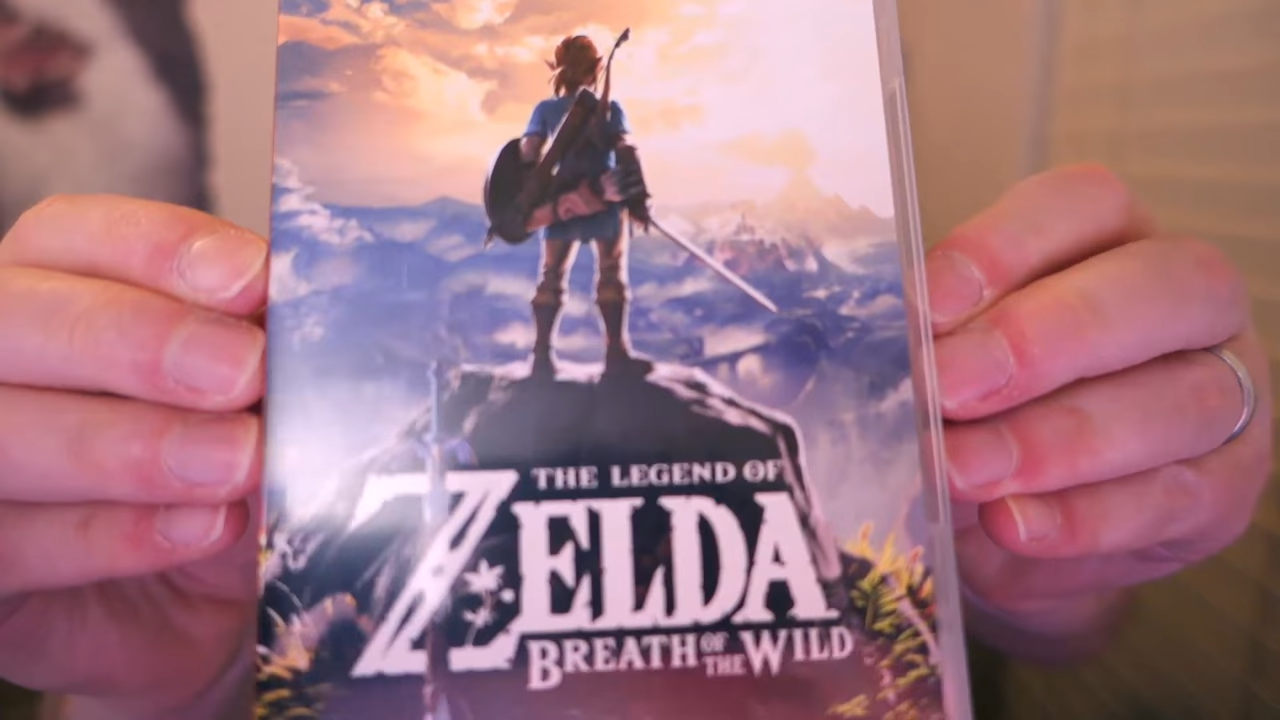 THE LEGEND OF
ZELDA
BREATH OF THE WILD